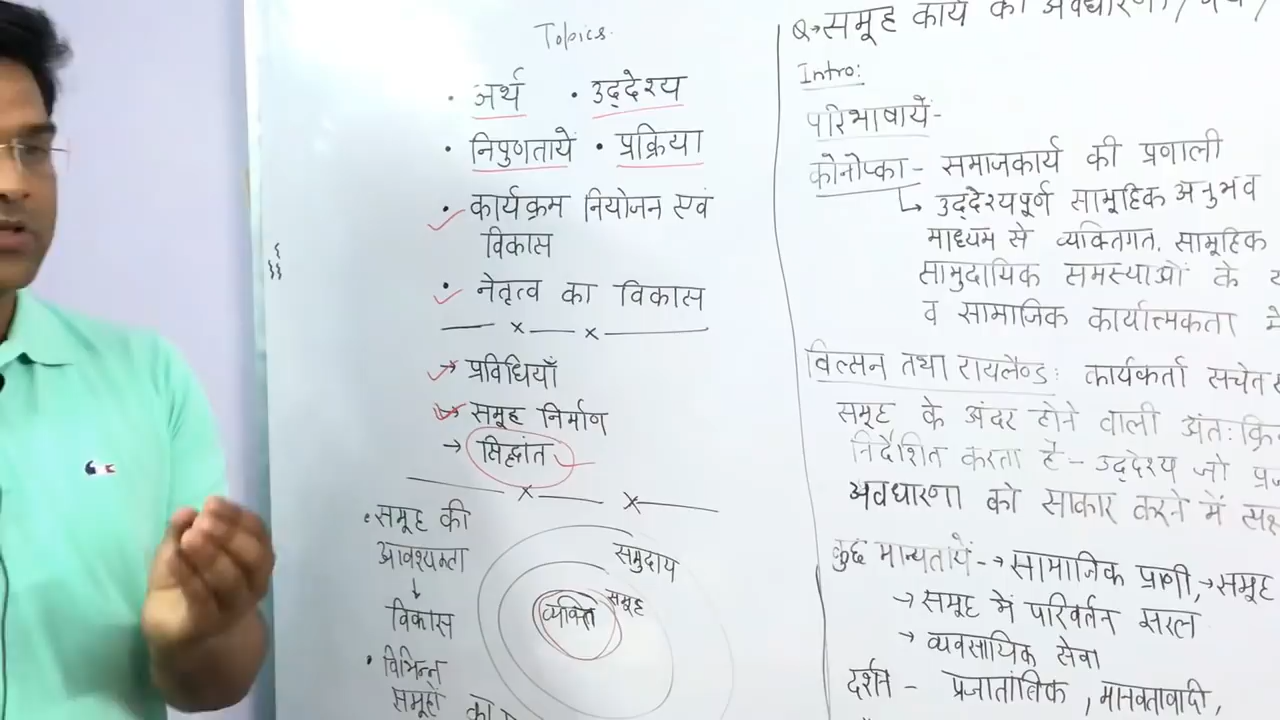 Topics.
• अर्थ • उद्देश्य
• निपुणतायें • प्रक्रिया
• कार्यक्रम नियोजन एवं
विकास
• नेतृत्व का विकास
→ प्रविधियाँ
→ समूह निर्माण
→ सिद्धांत
• समूह की
आवश्यकता
↓
विकास
• विभिन्न
समूहों का
समुदाय
समूह
व्यक्ति
Q→ समूह कार्य की अवधारणा /
Intro:
परिभाषायें-
कोनोप्का - समाजकार्य की प्रणाली
↳ उद्देश्यपूर्ण सामूहिक अनुभव
माध्यम से व्यक्तिगत, सामूहिक
सामुदायिक समस्याओं के
व सामाजिक कार्यात्मकता में
विल्सन तथा रायलैण्ड: कार्यकर्ता सचेत
समूह के अंदर होने वाली
निर्देशित करता है - उद्देश्य जो
अवधारणा को साकार करने में
कुछ मान्यतायें - → सामाजिक प्राणी, → समूह
→ समूह में परिवर्तन सरल
→ व्यवसायिक सेवा
दर्शन - प्रजातांत्रिक, मानवतावादी,